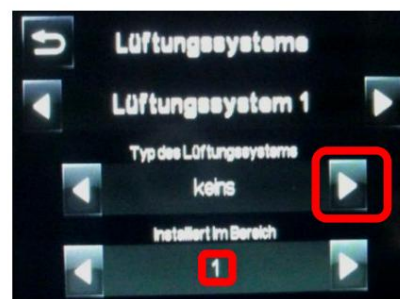 Lüftungssysteme
Lüftungssystem 1
Typ des Lüftungssystems
keins
Installiert im Bereich
1